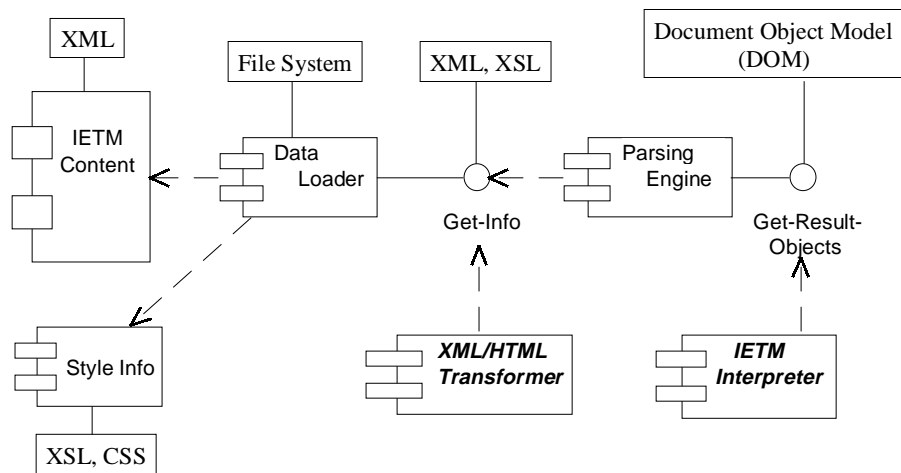 XML
File System
XML, XSL
Document Object Model
(DOM)
IETM
Content
Data
Loader
Parsing
Engine
Get-Info
Get-Result-
Objects
Style Info
XML/HTML
Transformer
IETM
Interpreter
XSL, CSS